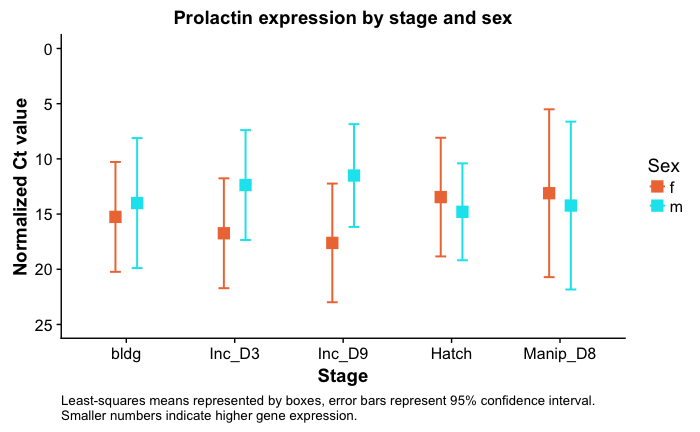 Prolactin expression by stage and sex
Normalized Ct value
0
5
10
15
20
25
bldg
Inc_D3
Inc_D9
Hatch
Manip_D8
Stage
Sex
f
m
Least-squares means represented by boxes, error bars represent 95% confidence interval.
Smaller numbers indicate higher gene expression.